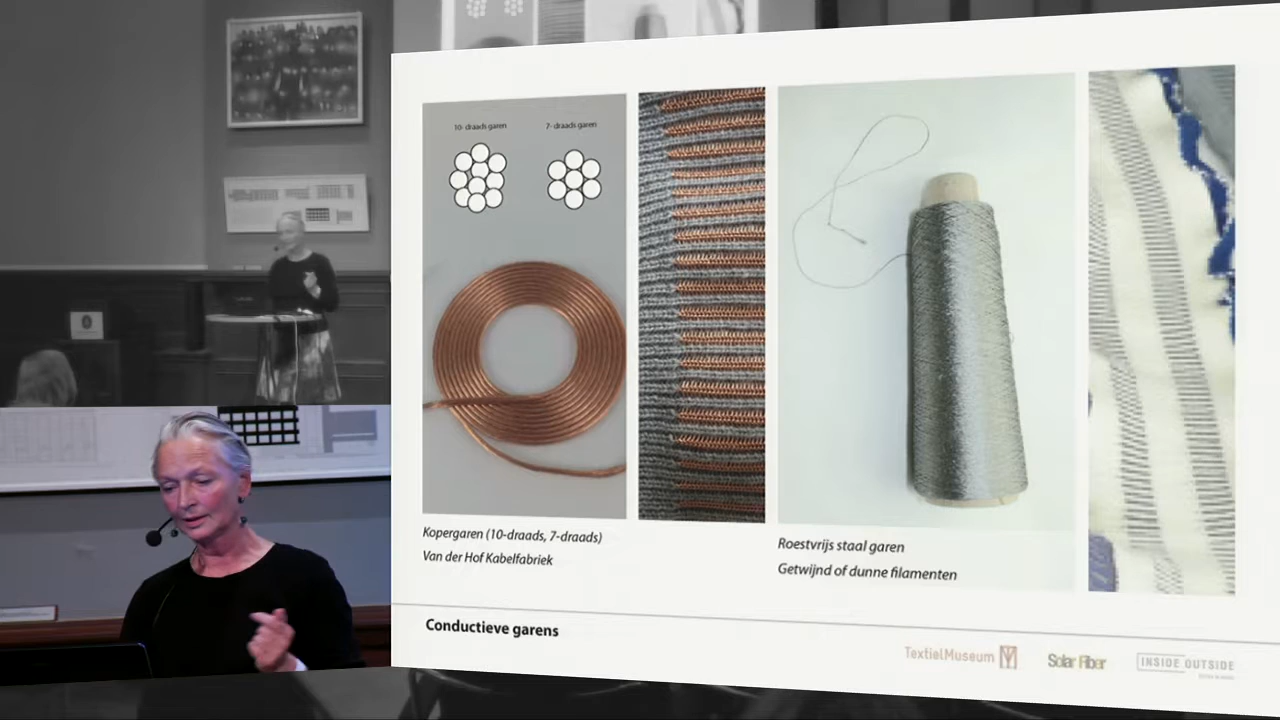 10- draads garen
7- draads garen
Kopergaren (10-draads, 7-draads)
Van der Hof Kabelfabriek
Roestvrijs staal garen
Getwijnd of dunne filamenten
Conductieve garens
TextielMuseum
Solar Fiber
INSIDE OUTSIDE